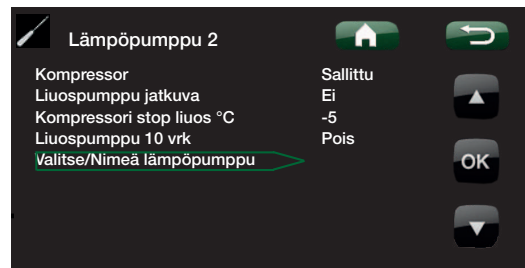 Lämpöpumppu 2
Kompressor Sallittu
Liuospumppu jatkuva Ei
Kompressori stop liuos °C -5
Liuospumppu 10 vrk Pois
Valitse/Nimeä lämpöpumppu
OK